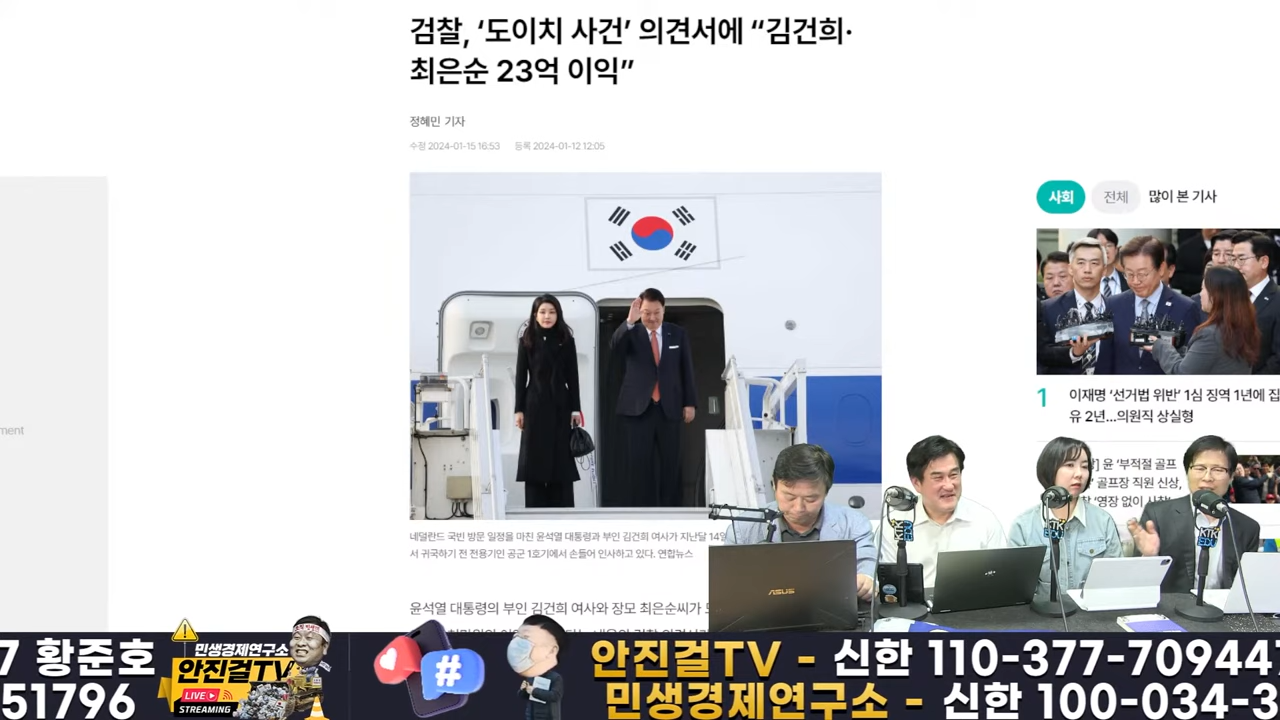 검찰, ‘도이치 사건’ 의견서에 “김건희·
최은순 23억 이익”
정혜민 기자
수정 2024-01-15 16:53 등록 2024-01-12 12:05
사회 전체 많이 본 기사
1 이재명 ‘선거법 위반’ 1심 징역 1년에 집
유 2년…의원직 상실형
] 윤 ‘부적절 골프
골프장 직원 신상,
‘영장 없이
ment
네덜란드 국빈 방문 일정을 마친 윤석열 대통령과 부인 김건희 여사가 지난달 14일
서 귀국하기 전 전용기인 공군 1호기에서 손들어 인사하고 있다. 연합뉴스
윤석열 대통령의 부인 김건희 여사와 장모 최은순씨가
ASUS
KTK
EDU
KTK
EDU
KTK
EDU
7 황준호
51796
민생경제연구소
안진걸TV
LIVE
STREAMING
#
안진걸TV - 신한 110-377-709447
민생경제연구소 - 신한 100-034-3